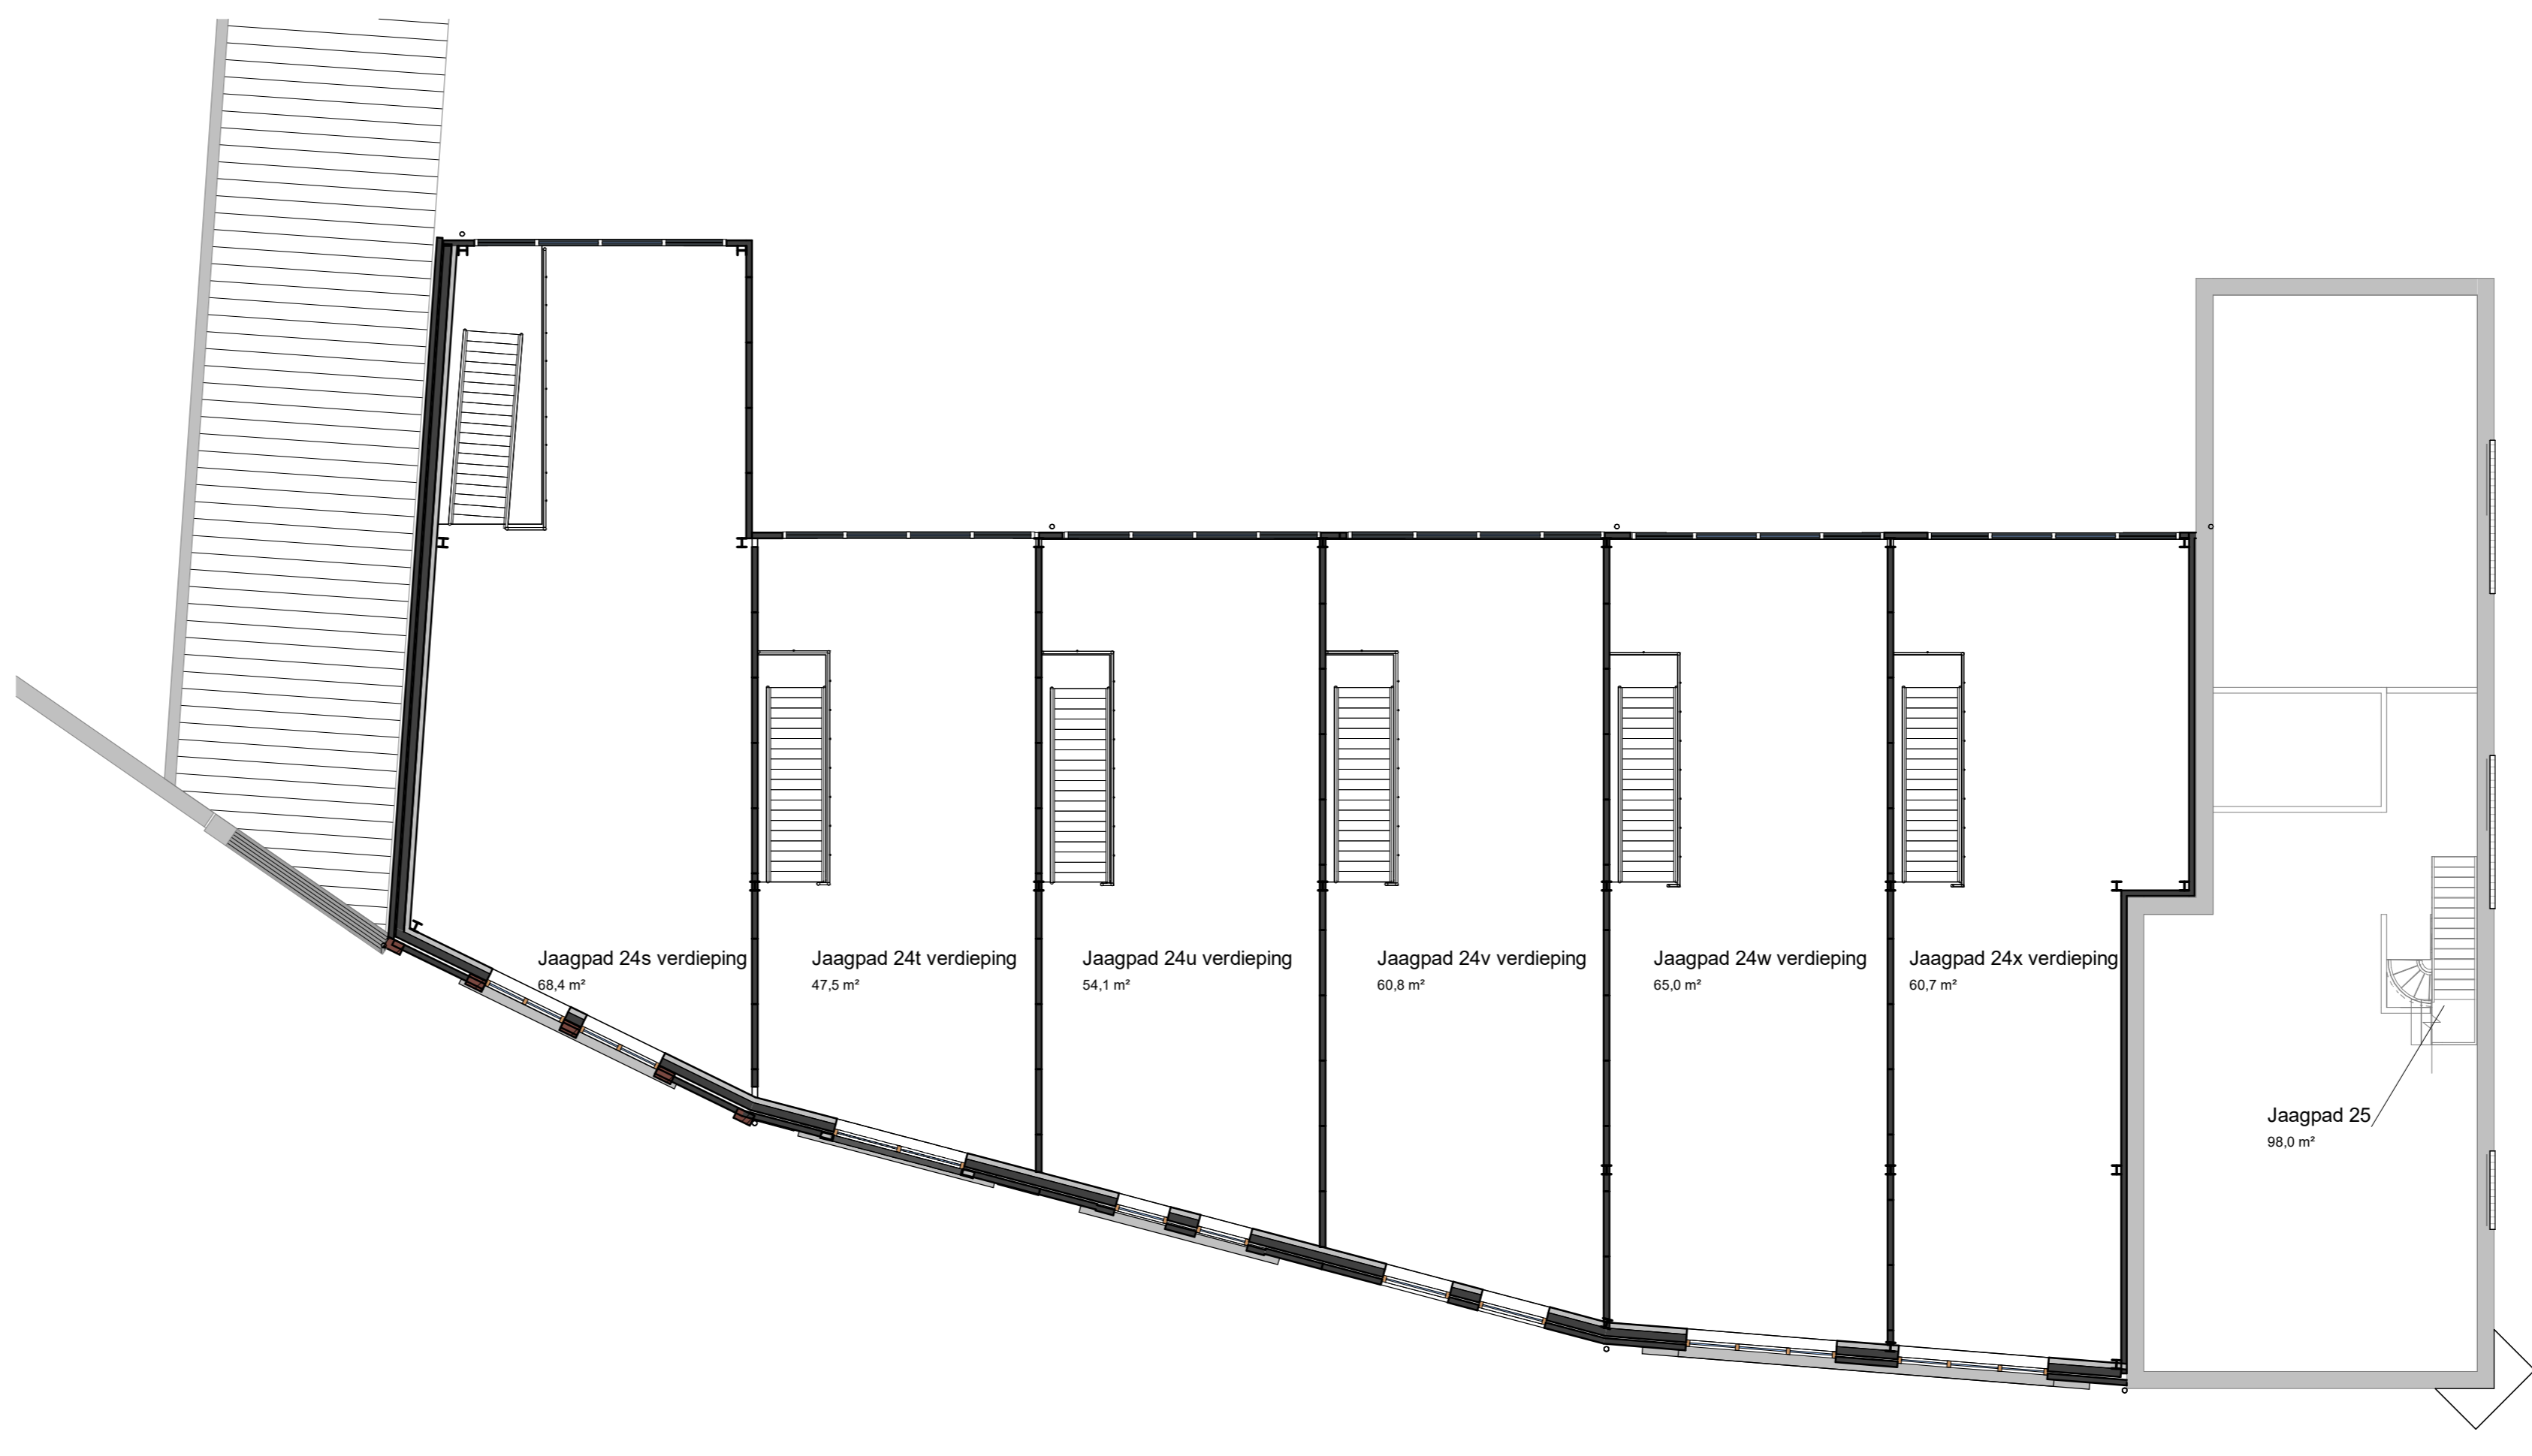 Jaagpad 24s verdieping
68,4 m²
Jaagpad 24t verdieping
47,5 m²
Jaagpad 24u verdieping
54,1 m²
Jaagpad 24v verdieping
60,8 m²
Jaagpad 24w verdieping
65,0 m²
Jaagpad 24x verdieping
60,7 m²
Jaagpad 25
98,0 m²